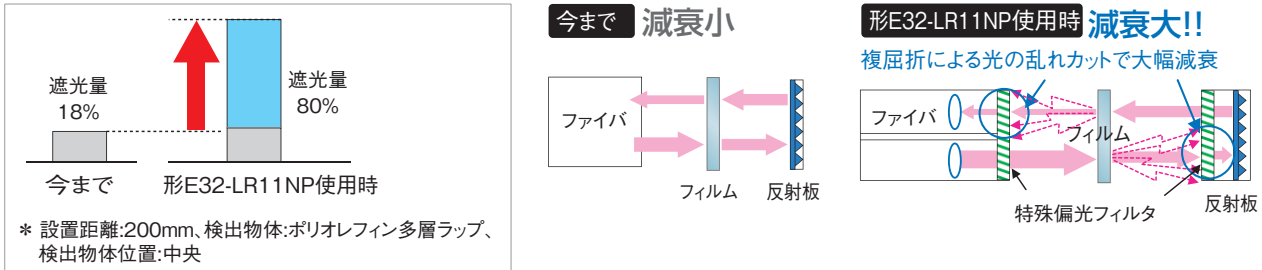 遮光量
18%
遮光量
80%
今まで
形E32-LR11NP使用時
＊ 設置距離:200mm、検出物体:ポリオレフィン多層ラップ、
検出物体位置:中央
今まで 減衰小
ファイバ
フィルム
反射板
形E32-LR11NP使用時 減衰大!!
複屈折による光の乱れカットで大幅減衰
ファイバ
フィルム
特殊偏光フィルタ
反射板